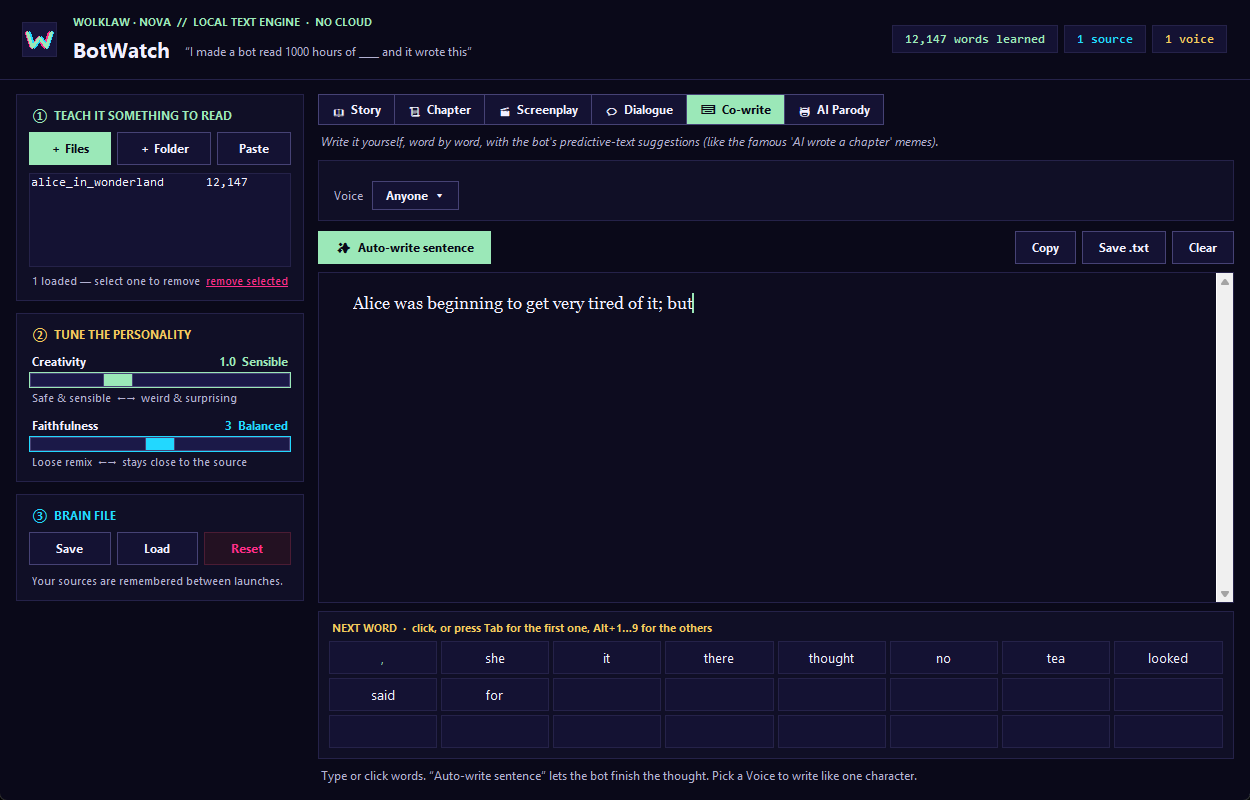 WOLKLAW · NOVA // LOCAL TEXT ENGINE · NO CLOUD
BotWatch “I made a bot read 1000 hours of ____ and it wrote this”
12,147 words learned 1 source 1 voice
① TEACH IT SOMETHING TO READ
+ Files + Folder Paste
alice_in_wonderland 12,147
1 loaded — select one to remove remove selected
② TUNE THE PERSONALITY
Creativity 1.0 Sensible
Safe & sensible ←→ weird & surprising
Faithfulness 3 Balanced
Loose remix ←→ stays close to the source
③ BRAIN FILE
Save Load Reset
Your sources are remembered between launches.
Story Chapter Screenplay Dialogue Co-write AI Parody
Write it yourself, word by word, with the bot's predictive-text suggestions (like the famous 'AI wrote a chapter' memes).
Voice Anyone
Auto-write sentence Copy Save .txt Clear
Alice was beginning to get very tired of it; but
NEXT WORD · click, or press Tab for the first one, Alt+1…9 for the others
, she it there thought no tea looked
said for
Type or click words. “Auto-write sentence” lets the bot finish the thought. Pick a Voice to write like one character.